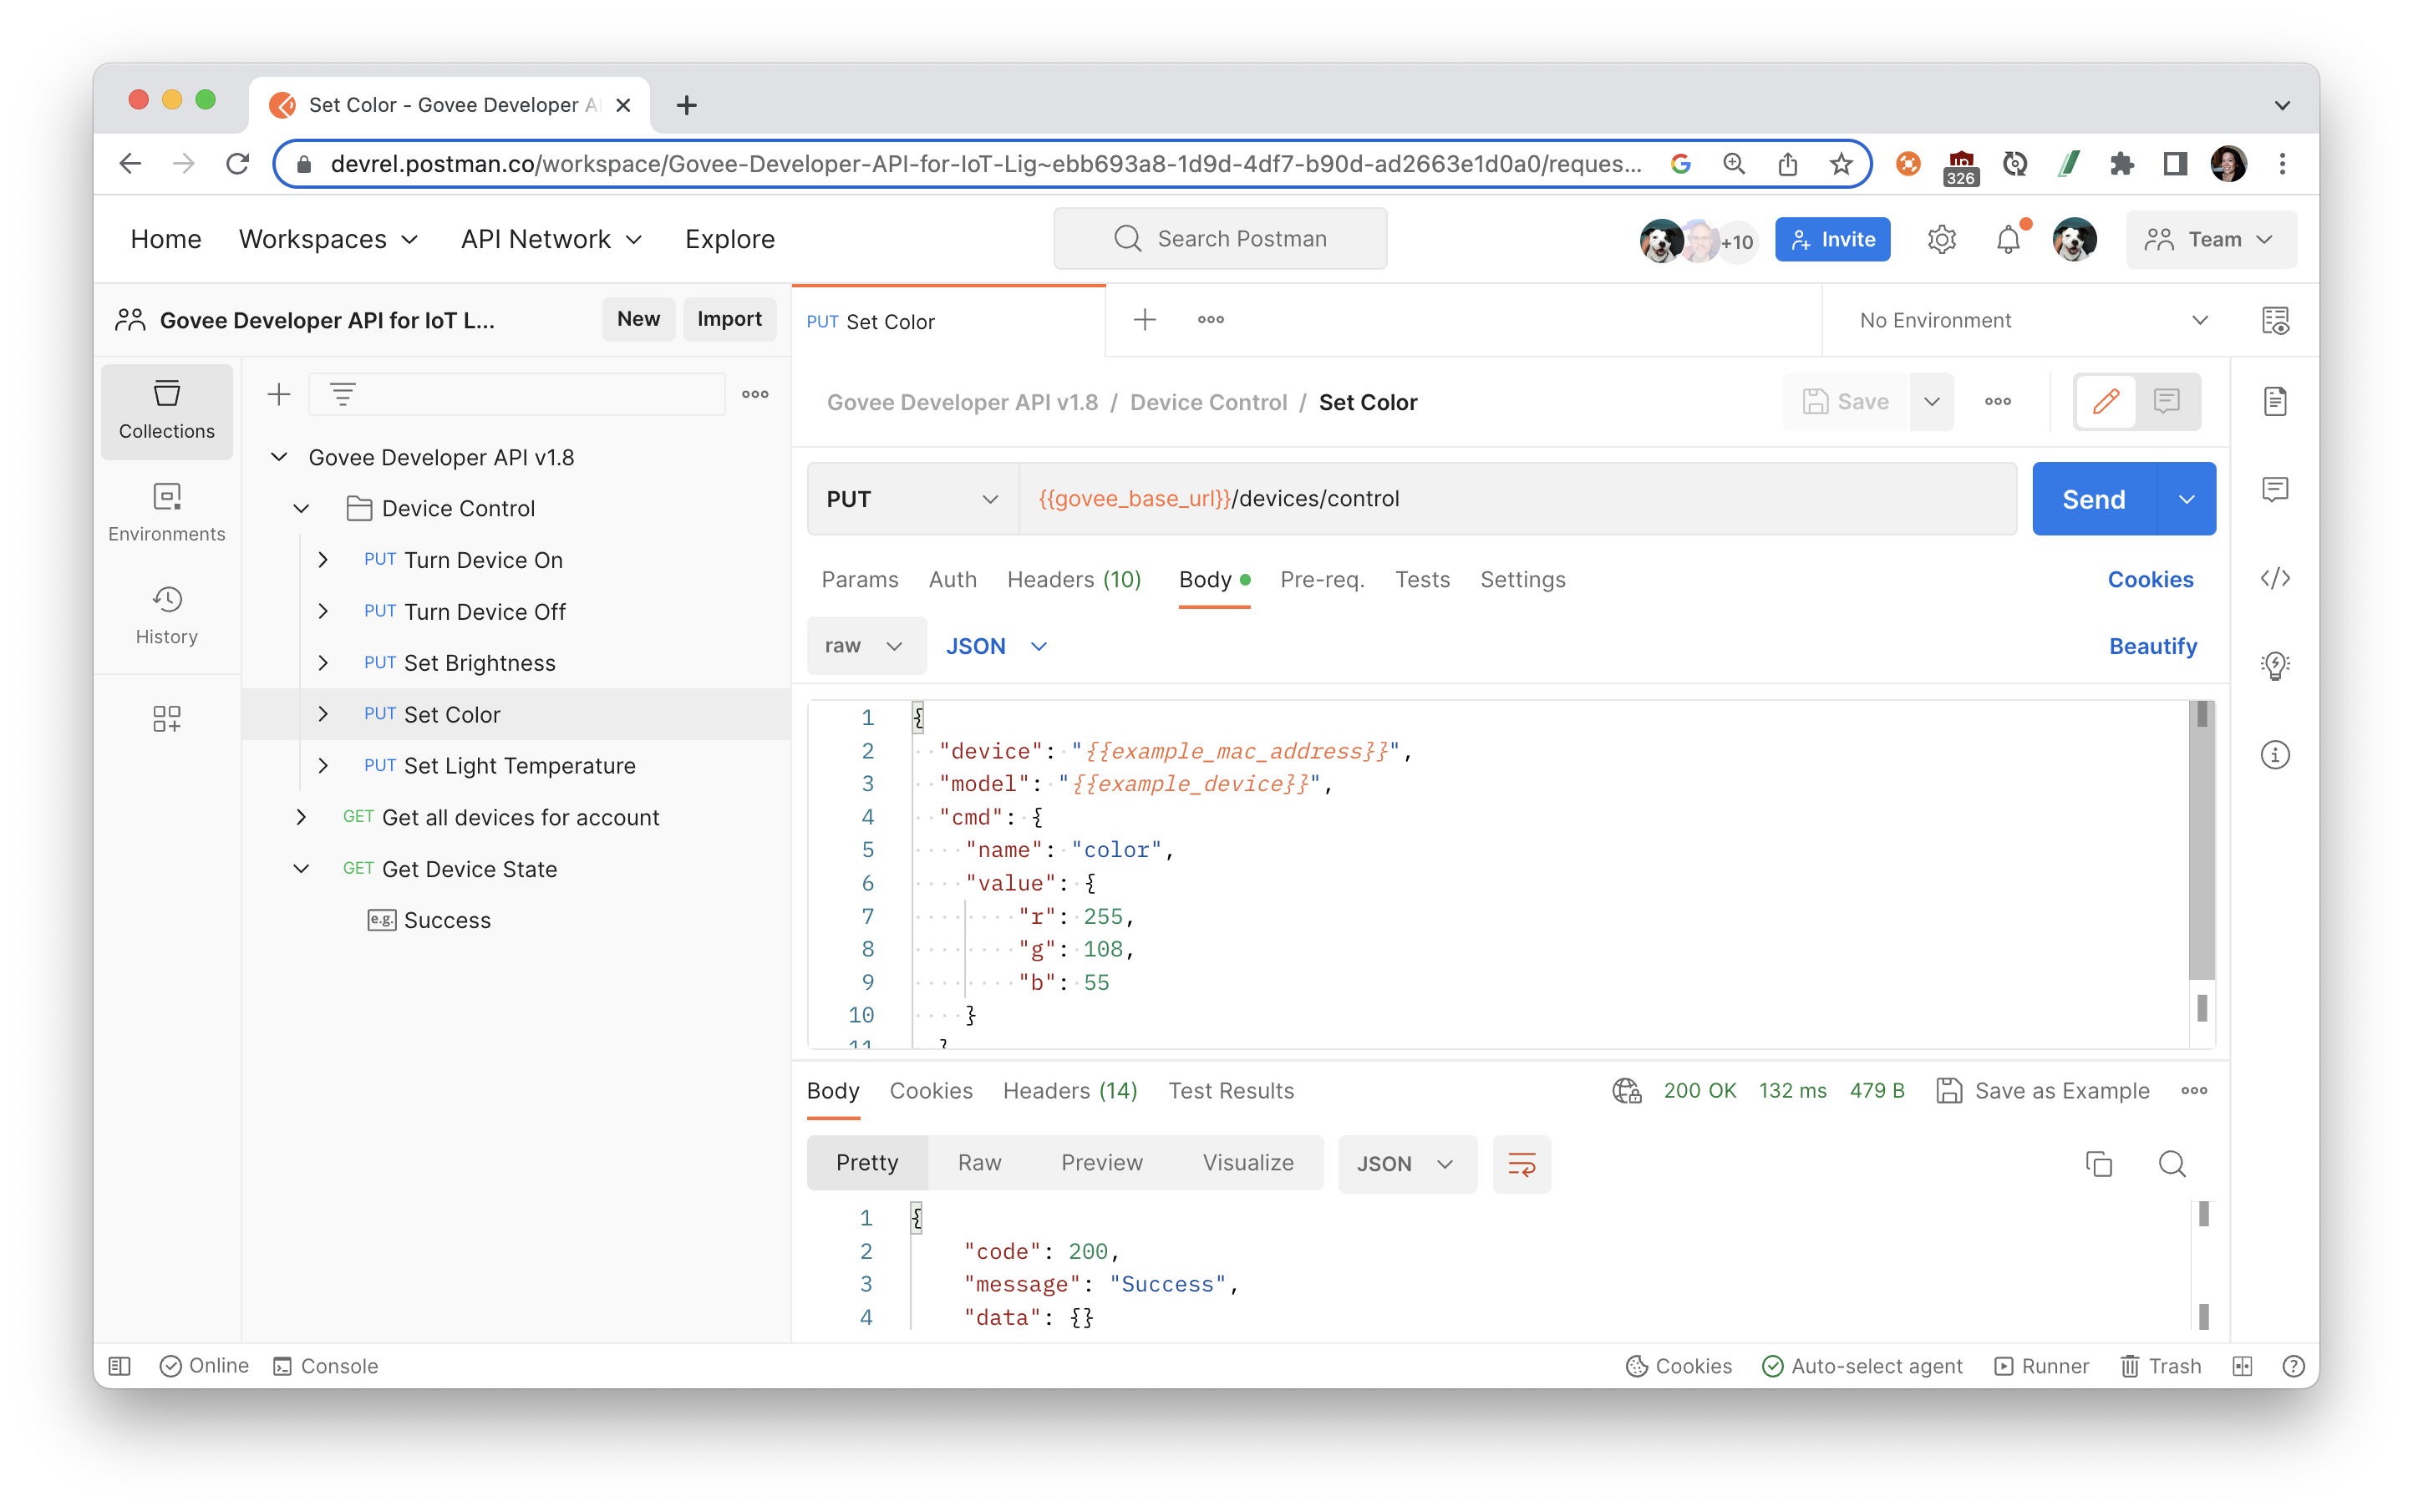 Set Color - Govee Developer A
devrel.postman.co/workspace/Govee-Developer-API-for-IoT-Lig~ebb693a8-1d9d-4df7-b90d-ad2663e1d0a0/reques...
326
Home Workspaces API Network Explore
Search Postman
+10
Invite
Team
Govee Developer API for IoT L...
New Import
PUT Set Color
No Environment
Collections
Environments
History
Govee Developer API v1.8
Device Control
PUT Turn Device On
PUT Turn Device Off
PUT Set Brightness
PUT Set Color
PUT Set Light Temperature
GET Get all devices for account
GET Get Device State
e.g. Success
Govee Developer API v1.8 / Device Control / Set Color
Save
PUT {{govee_base_url}}/devices/control
Send
Params Auth Headers (10) Body Pre-req. Tests Settings
Cookies
raw JSON
Beautify
1 {
2 "device": "{{example_mac_address}}",
3 "model": "{{example_device}}",
4 "cmd": {
5 "name": "color",
6 "value": {
7 "r": 255,
8 "g": 108,
9 "b": 55
10 }
11 }
Body Cookies Headers (14) Test Results
200 OK 132 ms 479 B Save as Example
Pretty Raw Preview Visualize JSON
1 {
2 "code": 200,
3 "message": "Success",
4 "data": {}
Online Console
Cookies Auto-select agent Runner Trash